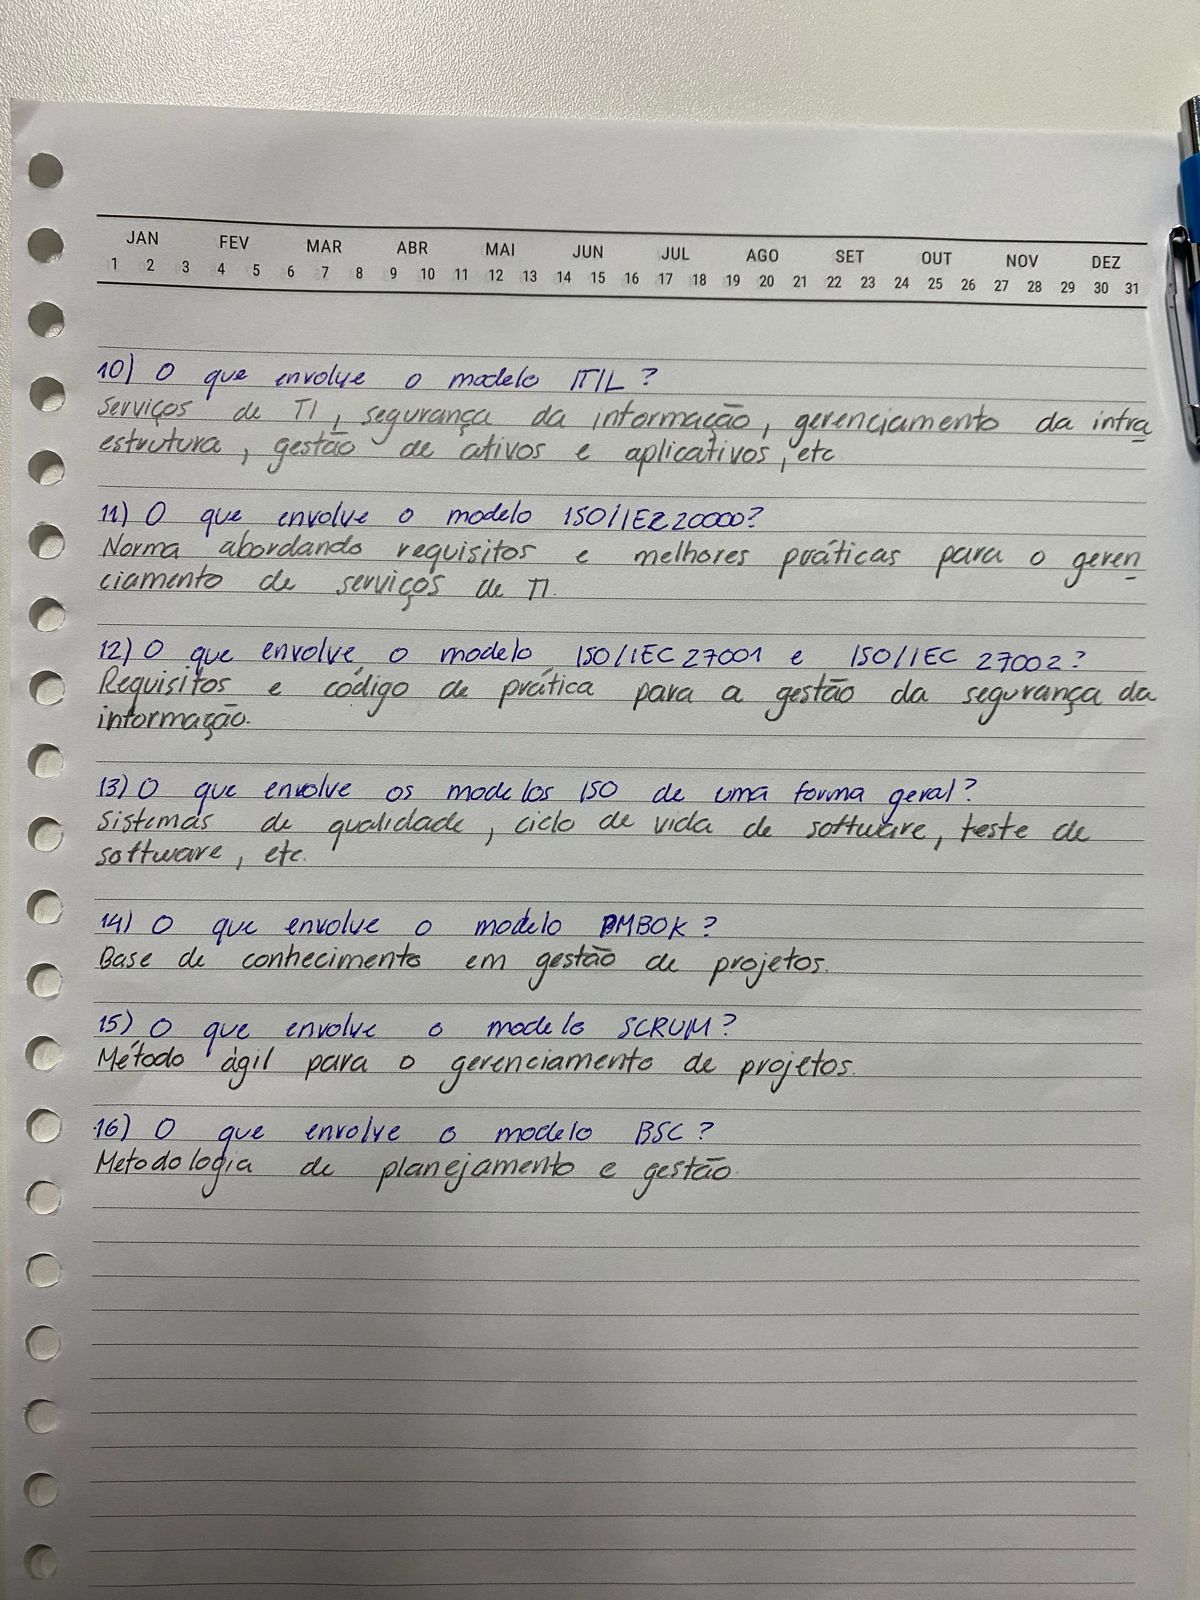 JAN FEV MAR ABR MAI JUN JUL AGO SET OUT NOV DEZ
1 2 3 4 5 6 7 8 9 10 11 12 13 14 15 16 17 18 19 20 21 22 23 24 25 26 27 28 29 30 31
10) O que envolve o modelo ITIL?
Serviços de TI, segurança da informação, gerenciamento da infra
estrutura, gestão de ativos e aplicativos, etc
11) O que envolve o modelo ISO/IEZ 20000?
Norma abordando requisitos e melhores práticas para o geren
ciamento de serviços de TI.
12) O que envolve o modelo ISO/IEC 27001 e ISO/IEC 27002?
Requisitos e código de prática para a gestão da segurança da
informação.
13) O que envolve os modelos ISO de uma forma geral?
Sistemas de qualidade, ciclo de vida de software, teste de
software, etc.
14) O que envolve o modelo PMBOK?
Base de conhecimento em gestão de projetos.
15) O que envolve o modelo SCRUM?
Método ágil para o gerenciamento de projetos.
16) O que envolve o modelo BSC?
Metodologia de planejamento e gestão.